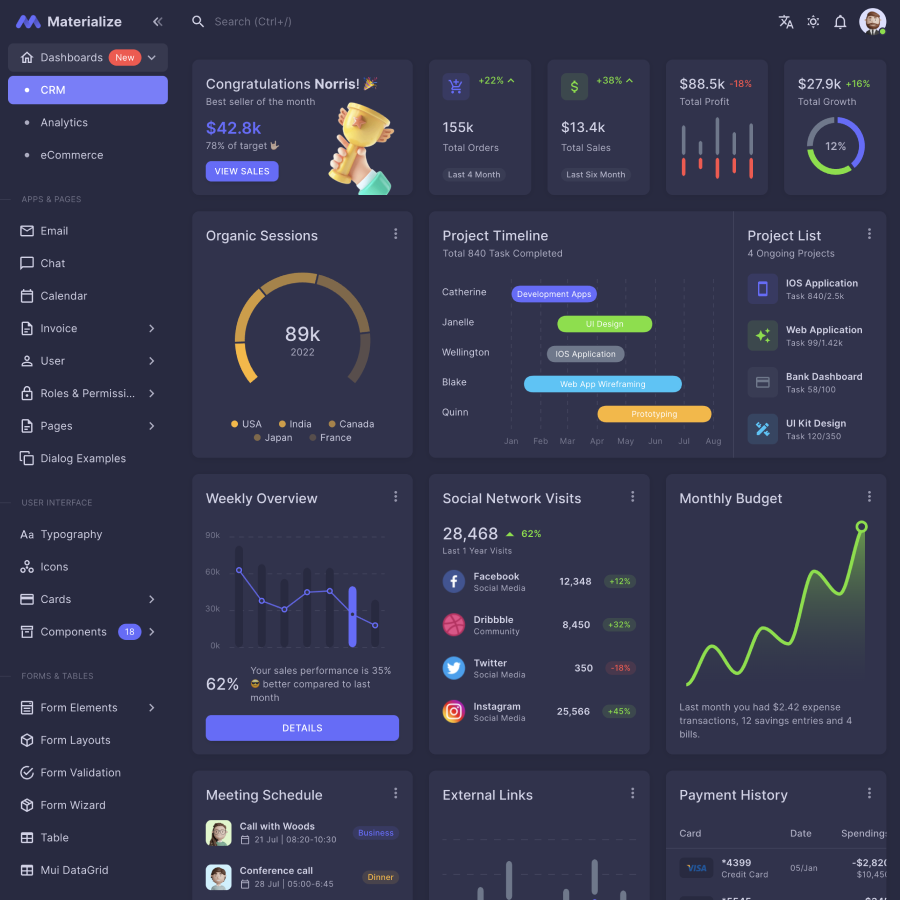 Materialize
Search (Ctrl+/)
Dashboards New
CRM
Analytics
eCommerce
APPS & PAGES
Email
Chat
Calendar
Invoice
User
Roles & Permissi...
Pages
Dialog Examples
USER INTERFACE
Aa Typography
Icons
Cards
Components 18
FORMS & TABLES
Form Elements
Form Layouts
Form Validation
Form Wizard
Table
Mui DataGrid
Congratulations Norris! 🎉
Best seller of the month
$42.8k
78% of target 🤟🏻
VIEW SALES
+22%
155k
Total Orders
Last 4 Month
$ +38%
$13.4k
Total Sales
Last Six Month
$88.5k -18%
Total Profit
$27.9k +16%
Total Growth
12%
Organic Sessions
89k
2022
USA India Canada
Japan France
Project Timeline
Total 840 Task Completed
Catherine Development Apps
Janelle UI Design
Wellington IOS Application
Blake Web App Wireframing
Quinn Prototyping
Jan Feb Mar Apr May Jun Jul Aug
Project List
4 Ongoing Projects
IOS Application
Task 840/2.5k
Web Application
Task 99/1.42k
Bank Dashboard
Task 58/100
UI Kit Design
Task 120/350
Weekly Overview
90k
60k
30k
0k
62%
Your sales performance is 35%
😎 better compared to last
month
DETAILS
Social Network Visits
28,468 62%
Last 1 Year Visits
Facebook 12,348 +12%
Social Media
Dribbble 8,450 +32%
Community
Twitter 350 -18%
Social Media
Instagram 25,566 +45%
Social Media
Monthly Budget
Last month you had $2.42 expense
transactions, 12 savings entries and 4
bills.
Meeting Schedule
Call with Woods
21 Jul | 08:20-10:30
Business
Conference call
28 Jul | 05:00-6:45
Dinner
External Links
Payment History
Card Date Spendings
VISA *4399 05/Jan -$2,820
Credit Card $10,450